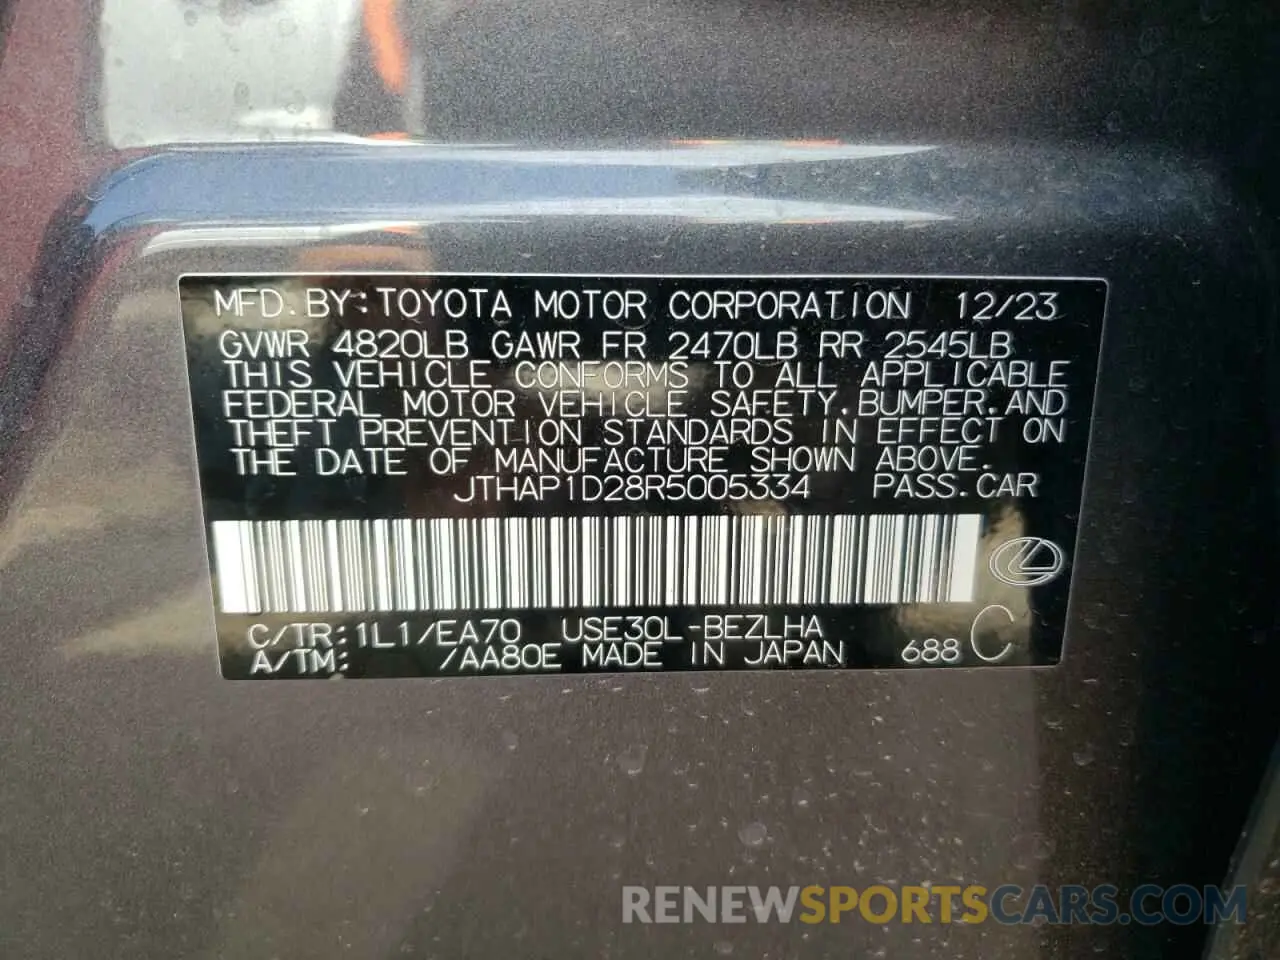 MFD. BY: TOYOTA MOTOR CORPORATION 12/23
GVWR 4820LB GAWR FR 2470LB RR 2545LB
THIS VEHICLE CONFORMS TO ALL APPLICABLE
FEDERAL MOTOR VEHICLE SAFETY, BUMPER, AND
THEFT PREVENTION STANDARDS IN EFFECT ON
THE DATE OF MANUFACTURE SHOWN ABOVE.
JTHAP1D28R5005334 PASS. CAR
C/TR: 1L1/EA70 USE30L-BEZLHA
A/TM: /AA80E MADE IN JAPAN 688 C
RENEWSPORTSCARS.COM